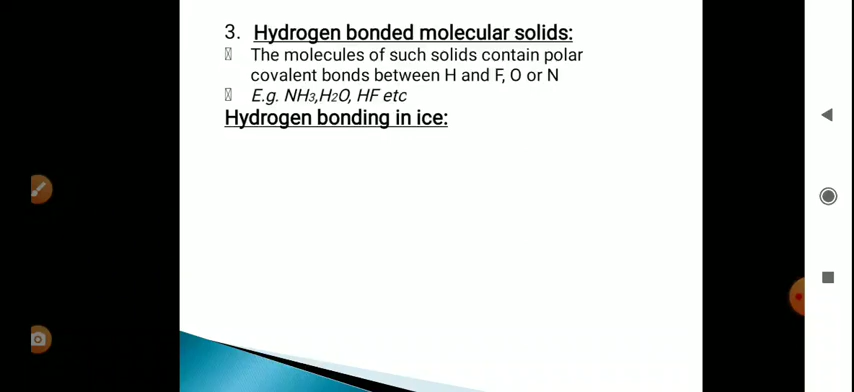 3. Hydrogen bonded molecular solids:
The molecules of such solids contain polar
covalent bonds between H and F, O or N
E.g. NH3,H2O, HF etc
Hydrogen bonding in ice: